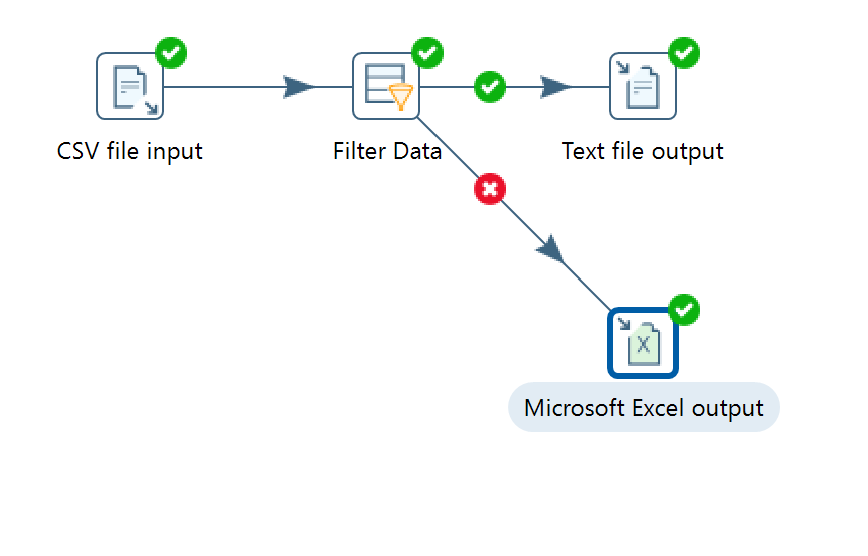 CSV file input
Filter Data
Text file output
X
Microsoft Excel output